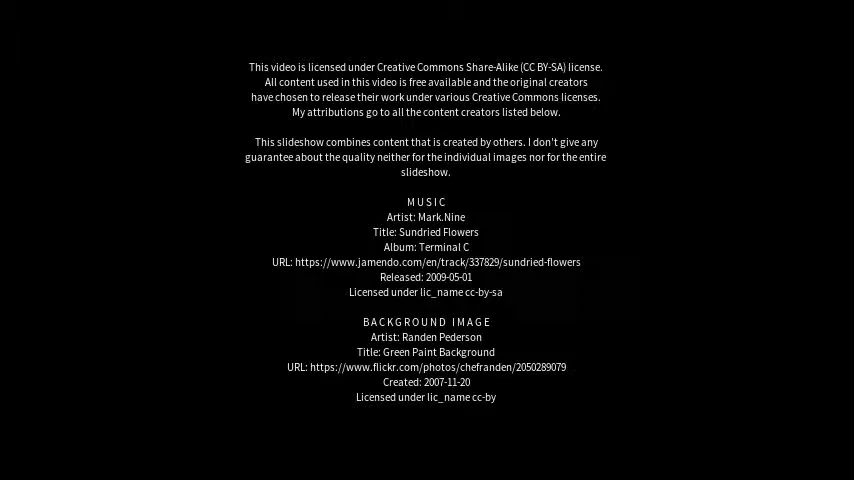 This video is licensed under Creative Commons Share-Alike (CC BY-SA) license.
All content used in this video is free available and the original creators
have chosen to release their work under various Creative Commons licenses.
My attributions go to all the content creators listed below.
This slideshow combines content that is created by others. I don't give any
guarantee about the quality neither for the individual images nor for the entire
slideshow.
MUSIC
Artist: Mark.Nine
Title: Sundried Flowers
Album: Terminal C
URL: https://www.jamendo.com/en/track/337829/sundried-flowers
Released: 2009-05-01
Licensed under lic_name cc-by-sa
BACKGROUND IMAGE
Artist: Randen Pederson
Title: Green Paint Background
URL: https://www.flickr.com/photos/chefranden/2050289079
Created: 2007-11-20
Licensed under lic_name cc-by